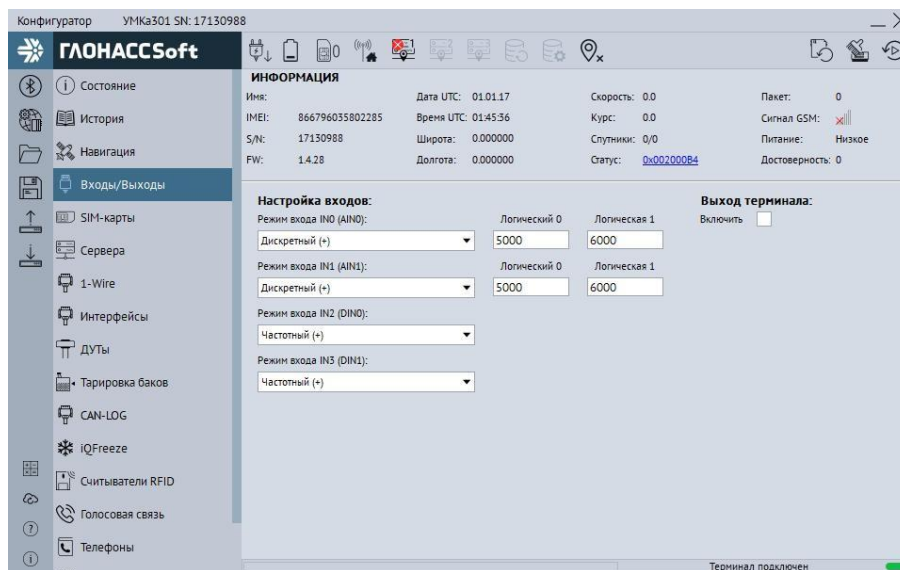 Конфигуратор УМКа301 SN: 17130988
ГЛОНАССSoft
0
1
2
ИНФОРМАЦИЯ
Имя: Дата UTC: 01.01.17 Скорость: 0.0 Пакет: 0
IMEI: 866796035802285 Время UTC: 01:45:36 Курс: 0.0 Сигнал GSM:
S/N: 17130988 Широта: 0.000000 Спутники: 0/0 Питание: Низкое
FW: 1.4.28 Долгота: 0.000000 Статус: 0x002000B4 Достоверность: 0
Состояние
История
Навигация
Входы/Выходы
SIM-карты
Сервера
1-Wire
Интерфейсы
ДУТы
Тарировка баков
CAN-LOG
iQFreeze
Считыватели RFID
Голосовая связь
Телефоны
Настройка входов: Выход терминала:
Режим входа IN0 (AIN0): Логический 0 Логическая 1 Включить
Дискретный (+) 5000 6000
Режим входа IN1 (AIN1): Логический 0 Логическая 1
Дискретный (+) 5000 6000
Режим входа IN2 (DIN0):
Частотный (+)
Режим входа IN3 (DIN1):
Частотный (+)
Терминал подключен